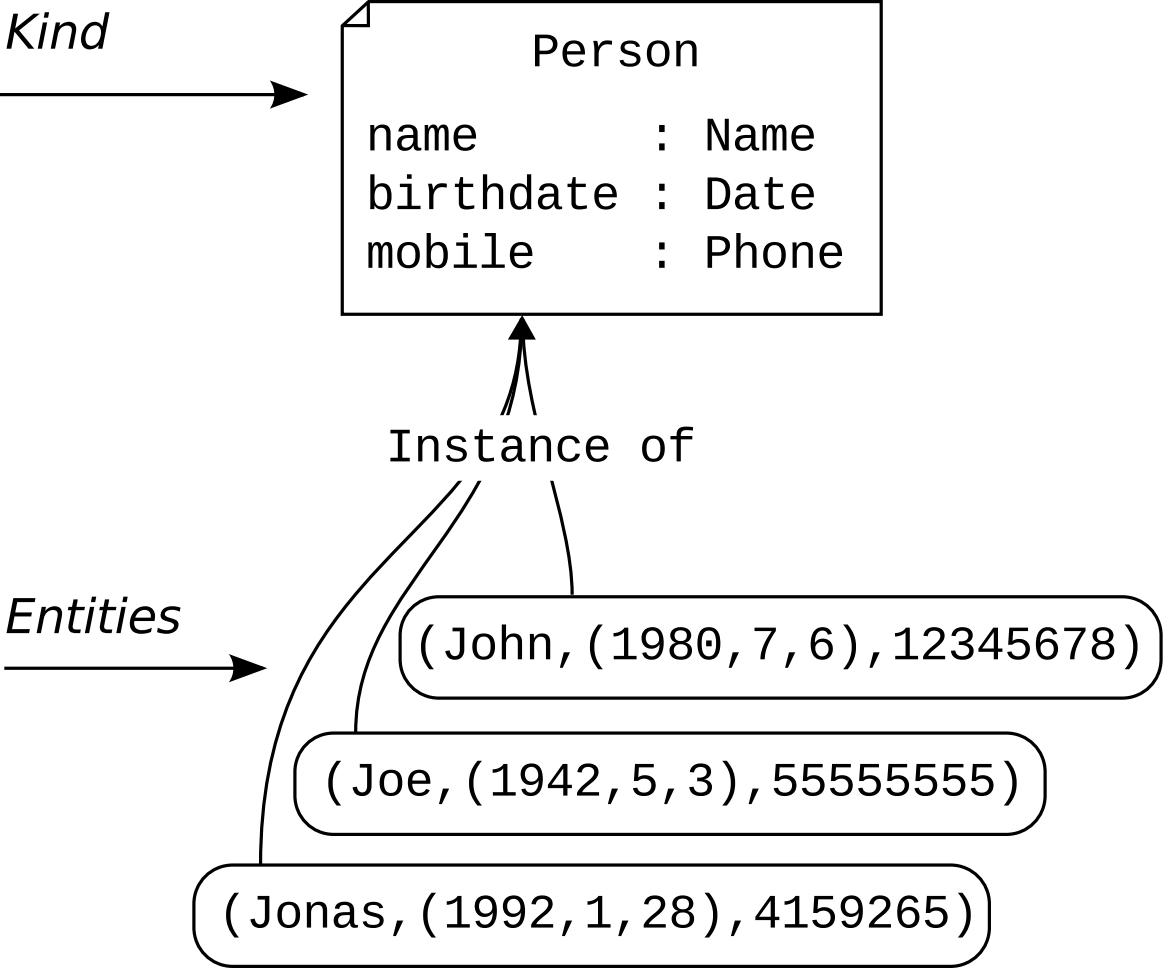 Kind
Person
name : Name
birthdate : Date
mobile : Phone
Instance of
Entities
(John,(1980,7,6),12345678)
(Joe,(1942,5,3),55555555)
(Jonas,(1992,1,28),4159265)